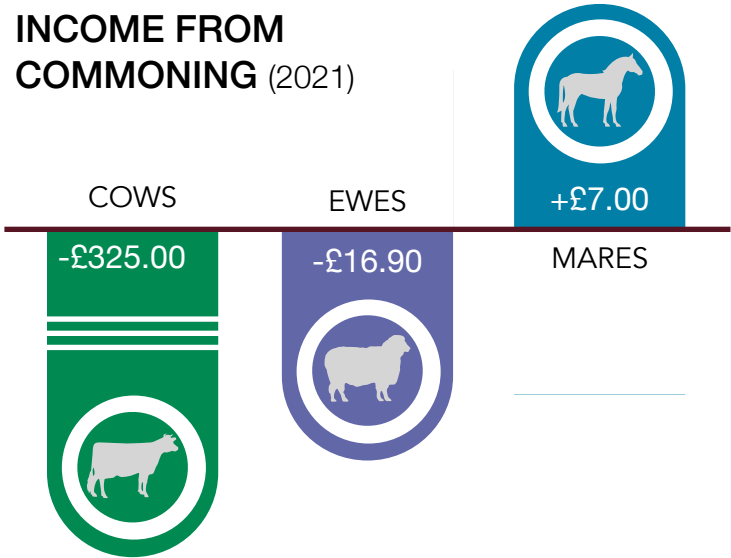 INCOME FROM
COMMONING (2021)
COWS
EWES
+£7.00
-£325.00
-£16.90
MARES